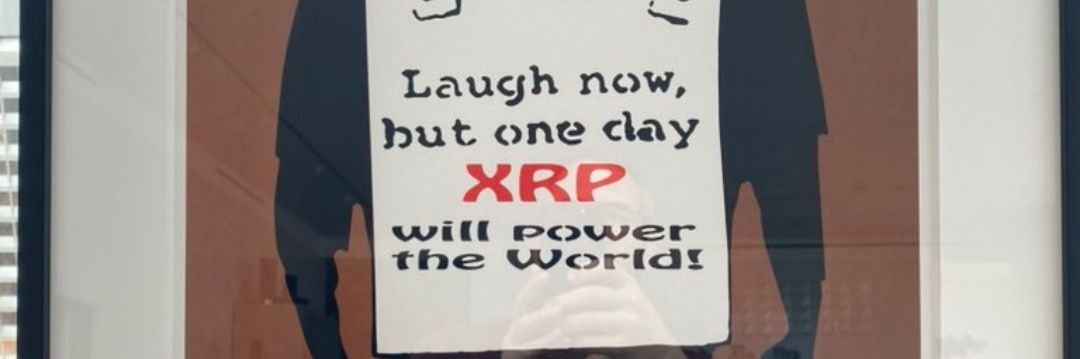 Laugh now,
but one day
XRP
will power
the World!